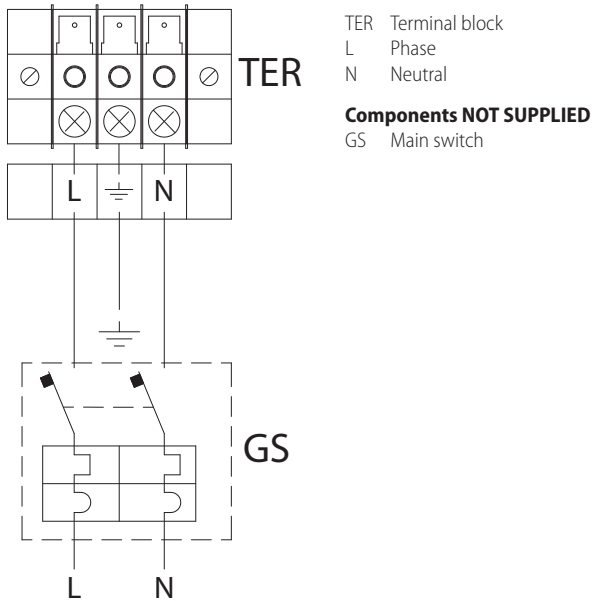 TER
TER Terminal block
L Phase
N Neutral
Components NOT SUPPLIED
GS Main switch
L N
GS
L N